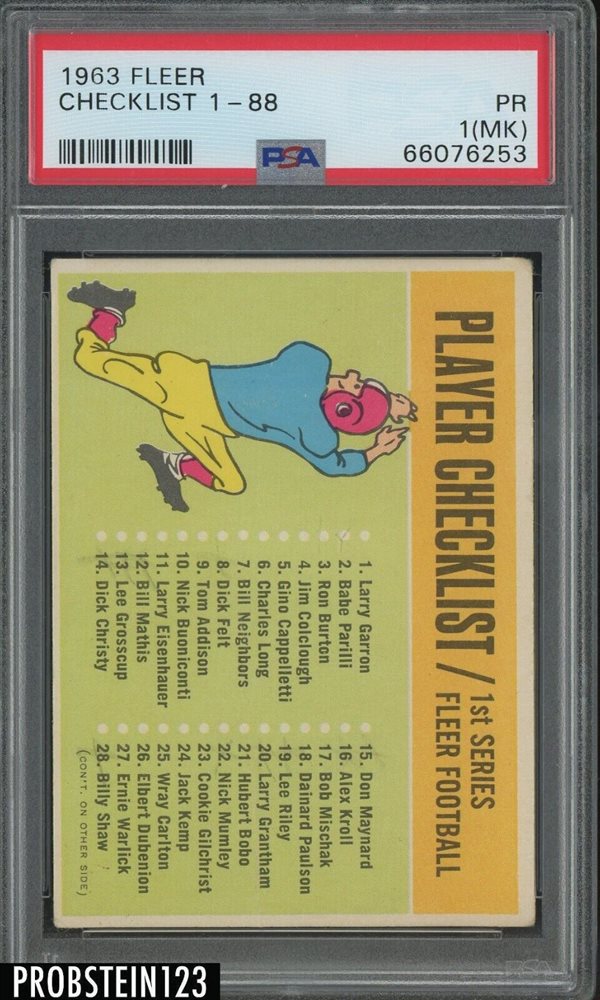 1963 FLEER
CHECKLIST 1-88
PR
1(MK)
PSA
66076253
PLAYER CHECKLIST / 1st SERIES
FLEER FOOTBALL
1. Larry Garron
2. Babe Parilli
3. Ron Burton
4. Jim Colclough
5. Gino Cappelletti
6. Charles Long
7. Bill Neighbors
8. Dick Felt
9. Tom Addison
10. Nick Buoniconti
11. Larry Eisenhauer
12. Bill Mathis
13. Lee Grosscup
14. Dick Christy
15. Don Maynard
16. Alex Kroll
17. Bob Mischak
18. Dainard Paulson
19. Lee Riley
20. Larry Grantham
21. Hubert Bobo
22. Nick Mumley
23. Cookie Gilchrist
24. Jack Kemp
25. Wray Carlton
26. Elbert Dubenion
27. Ernie Warlick
28. Billy Shaw
(CON'T. ON OTHER SIDE)
PSA
PROBSTEIN123